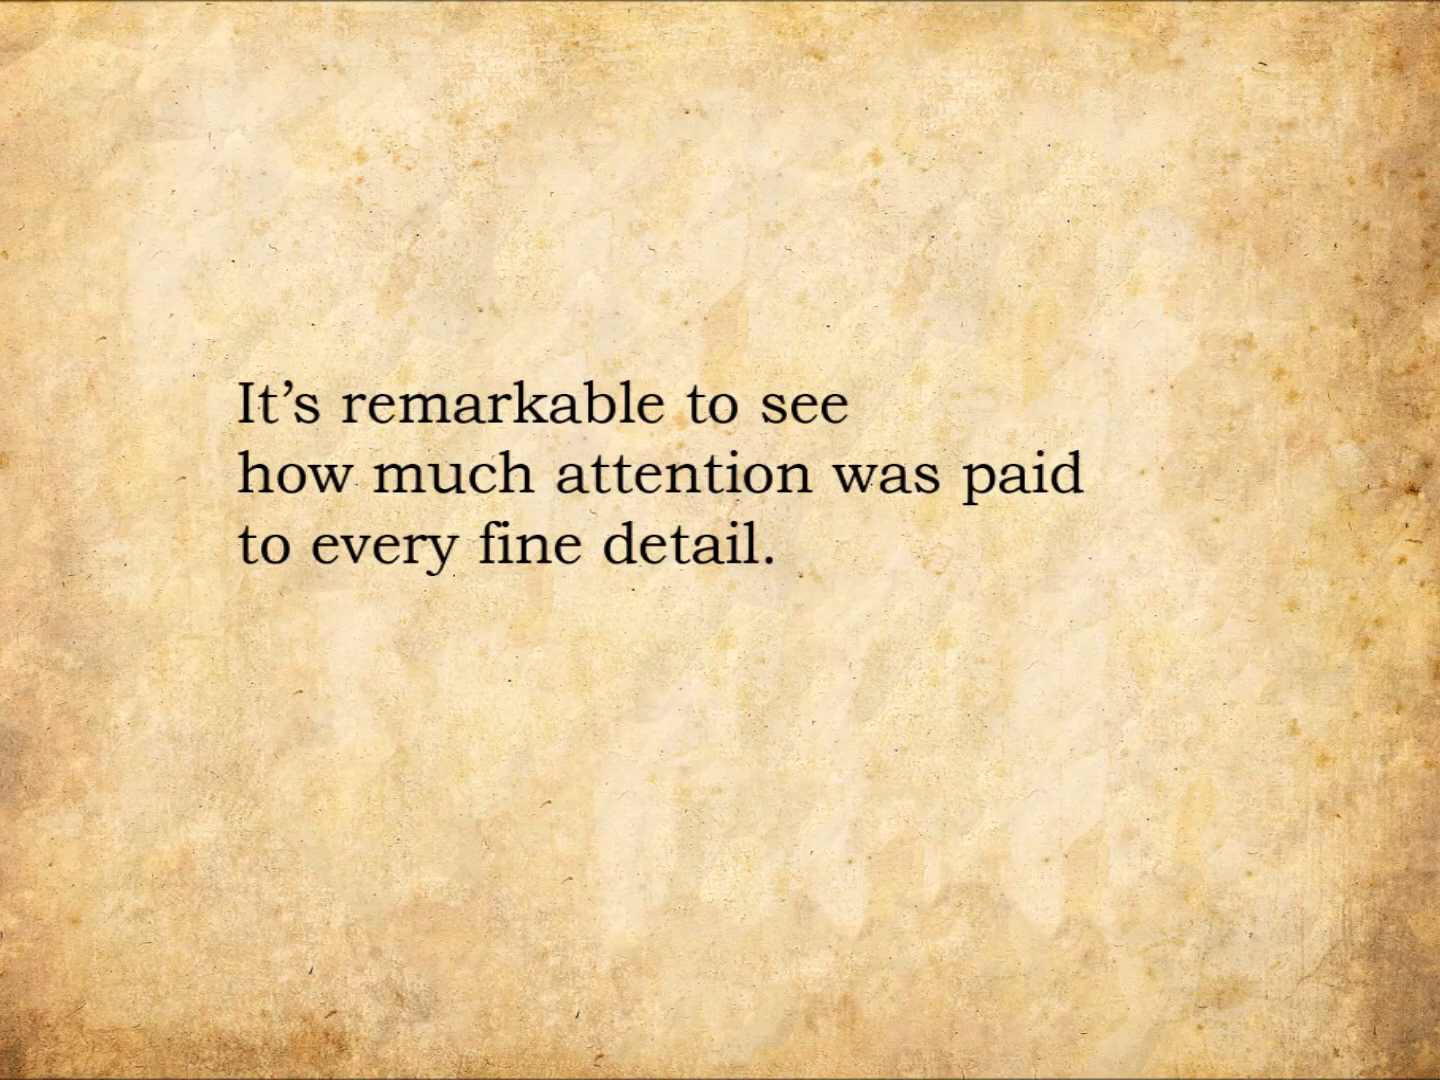 It’s remarkable to see
how much attention was paid
to every fine detail.